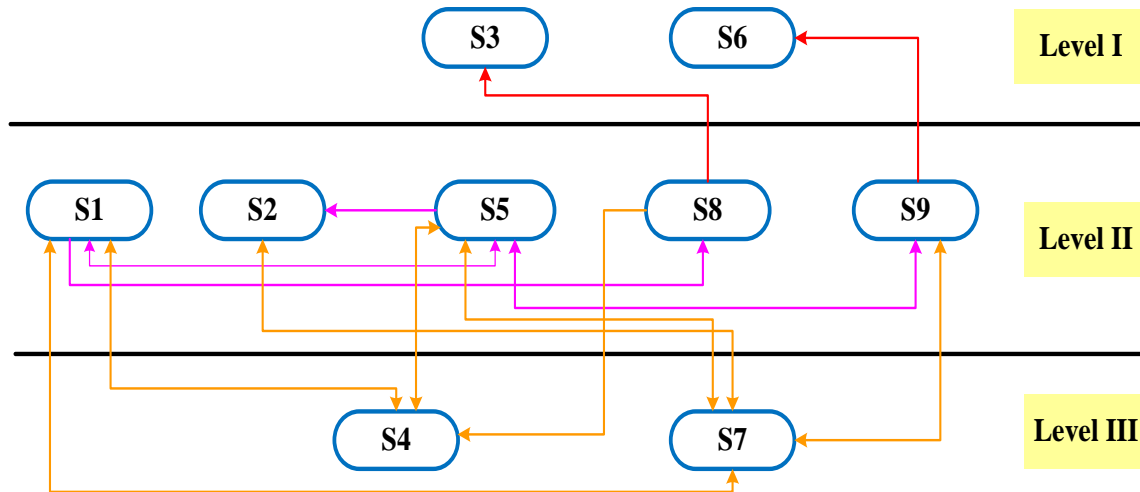 S3
S6
Level I
S1
S2
S5
S8
S9
Level II
S4
S7
Level III